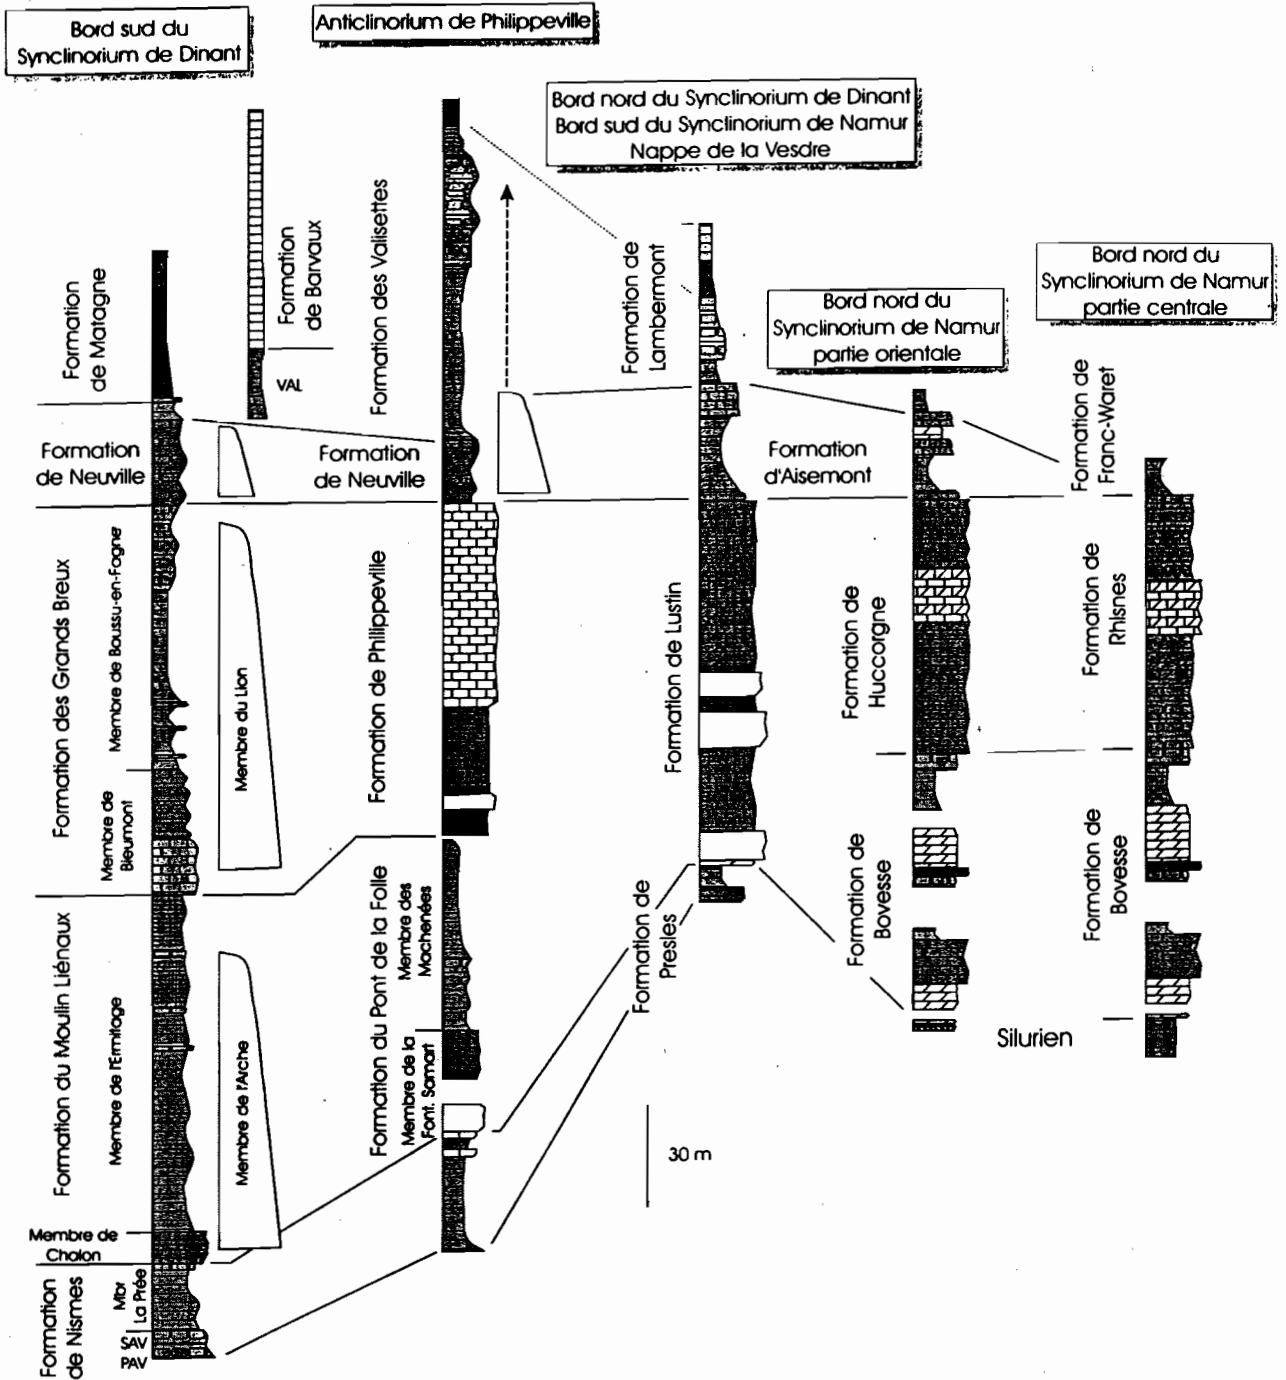 Bord sud du
Synclinorium de Dinant
Anticlinorium de Philippeville
Bord nord du Synclinorium de Dinant
Bord sud du Synclinorium de Namur
Nappe de la Vesdre
Bord nord du
Synclinorium de Namur
partie orientale
Bord nord du
Synclinorium de Namur
partie centrale
Formation
de Matagne
Formation
de Barvaux
VAL
Formation
de Neuville
Formation des Grands Breux
Membre de Boussu-en-Fagne
Membre de
Bieumont
Membre du Lion
Formation du Moulin Liénaux
Membre de l'Ermitage
Membre de l'Arche
Membre de
Chalon
Formation
de Nismes
Mbr
La Prée
SAV
PAV
Formation des Valisettes
Formation
de Neuville
Formation de Philippeville
Formation du Pont de la Folle
Membre des
Machenées
Membre de la
Font. Samart
Formation de
Lambermont
Formation
d'Aisemont
Formation de Lustin
Formation de
Presles
30 m
Formation de
Huccorgne
Formation de
Bovesse
Silurien
Formation de
Franc-Waret
Formation de
Rhisnes
Formation de
Bovesse